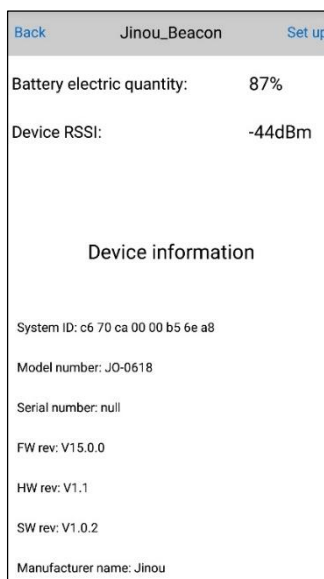 Back Jinou_Beacon Set up
Battery electric quantity: 87%
Device RSSI: -44dBm
Device information
System ID: c6 70 ca 00 00 b5 6e a8
Model number: JO-0618
Serial number: null
FW rev: V15.0.0
HW rev: V1.1
SW rev: V1.0.2
Manufacturer name: Jinou